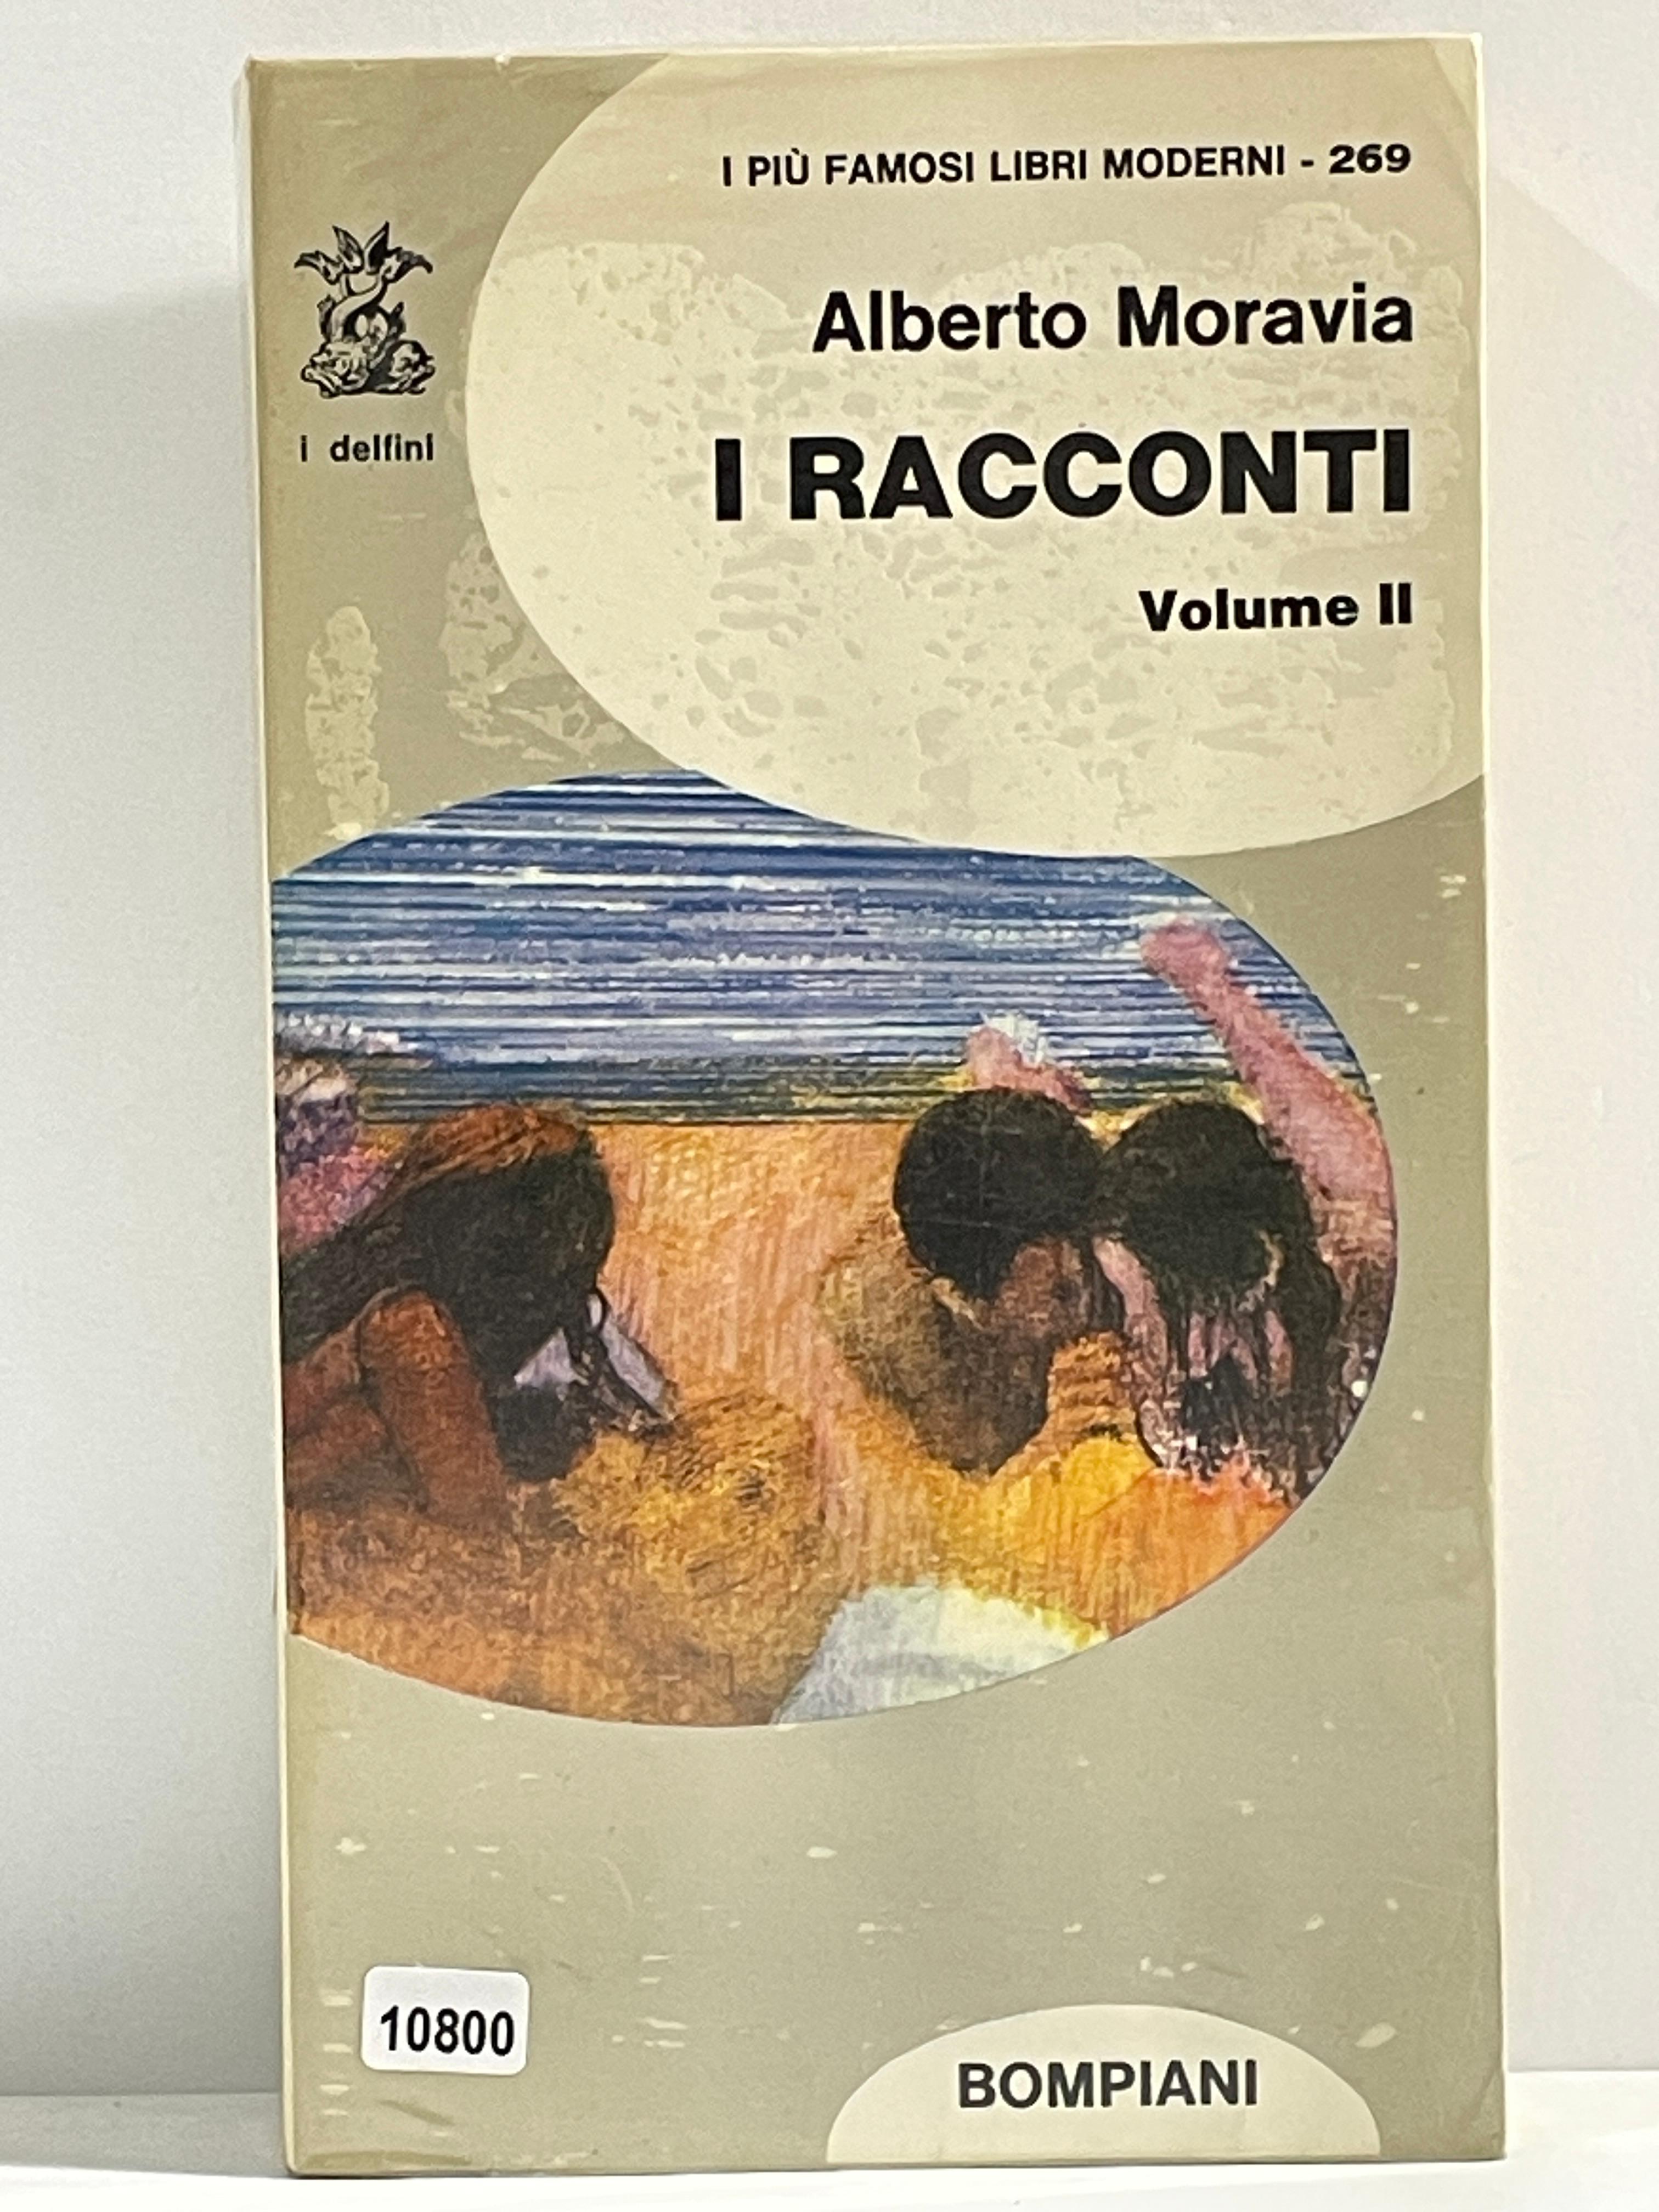 I PIÙ FAMOSI LIBRI MODERNI - 269
Alberto Moravia
i delfini
I RACCONTI
Volume II
10800
BOMPIANI